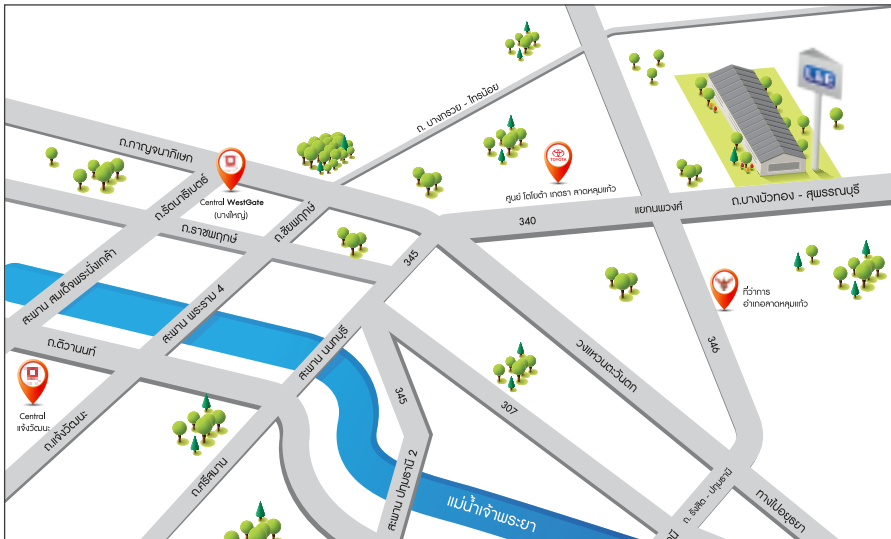 ถ. บางกรวย - ไทรน้อย
ถ.กาญจนาภิเษก
L&E
TOYOTA
ศูนย์ โตโยต้า เภตรา ลาดหลุมแก้ว
Central WestGate
(บางใหญ่)
ถ.รัตนาธิเบศร์
ถ.ราชพฤกษ์
ถ.ชัยพฤกษ์
340
แยกนพวงศ์
ถ.บางบัวทอง - สุพรรณบุรี
345
สะพาน สมเด็จพระนั่งเกล้า
สะพาน พระราม 4
สะพาน นนทบุรี
ที่ว่าการ
อำเภอลาดหลุมแก้ว
346
วงแหวนตะวันตก
ถ.ติวานนท์
Central
แจ้งวัฒนะ
ถ.แจ้งวัฒนะ
345
307
ถ.ศรีสมาน
สะพาน ปทุมธานี 2
แม่น้ำเจ้าพระยา
ถ. รังสิต - ปทุมธานี
ทางไปอยุธยา